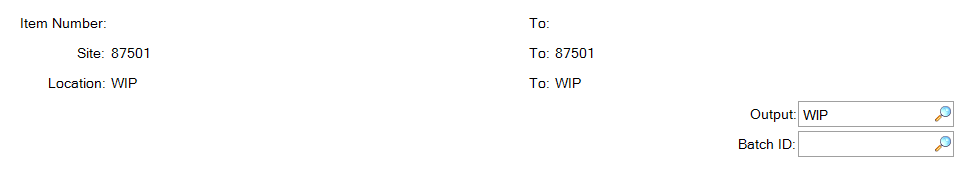 Item Number: To:
Site: 87501 To: 87501
Location: WIP To: WIP
Output: WIP
Batch ID: